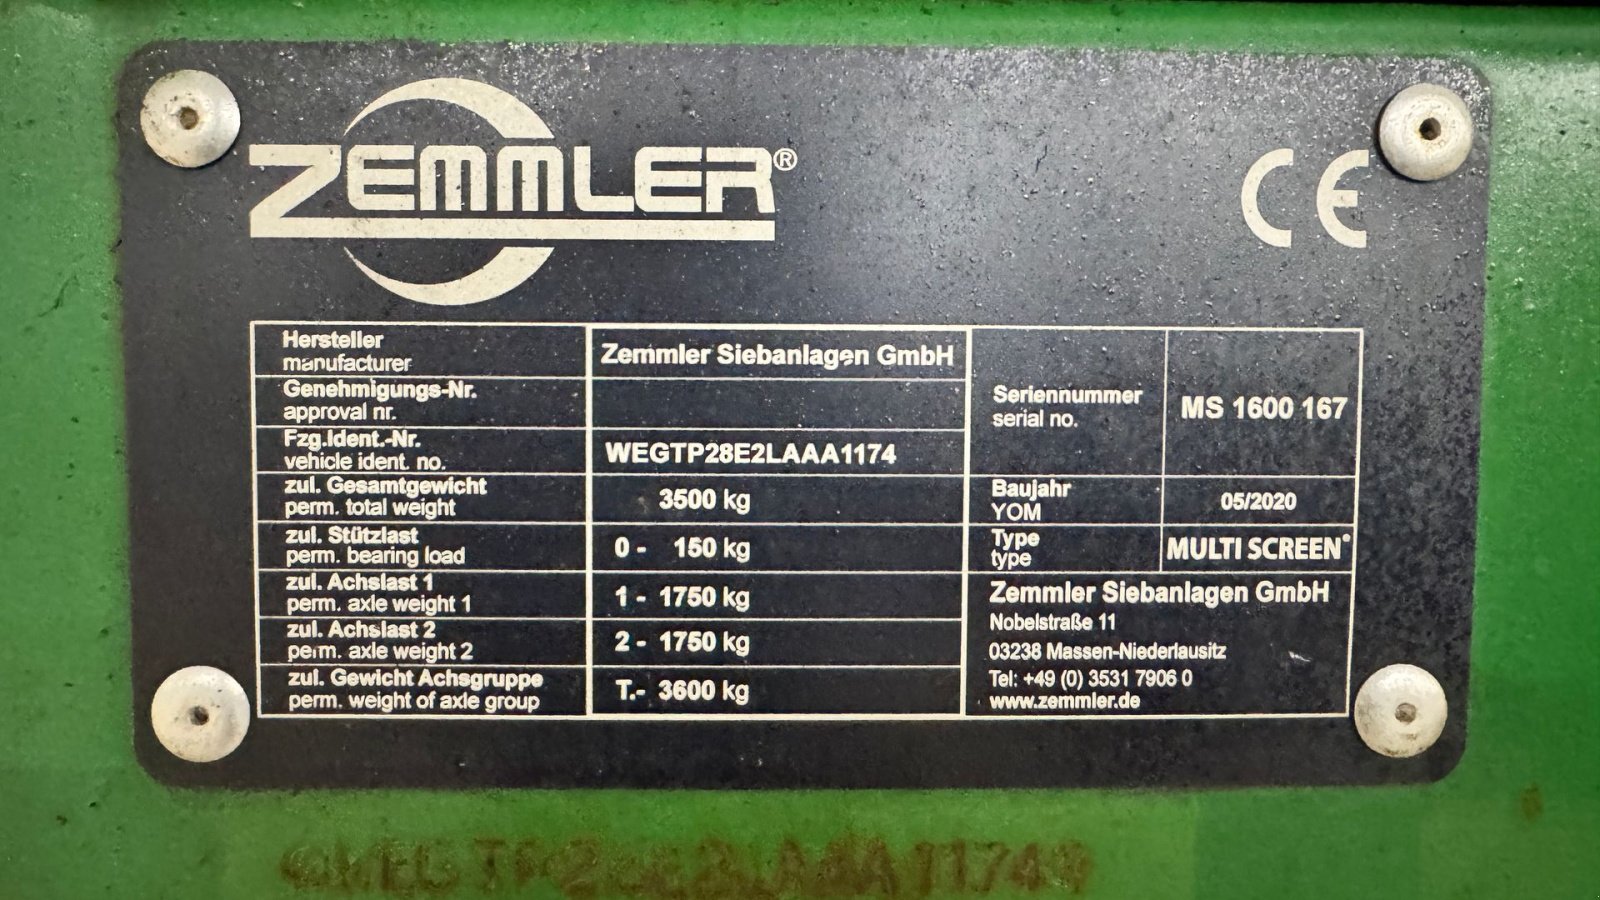 ZEMMLER®
CE
Hersteller
manufacturer
Zemmler Siebanlagen GmbH
Genehmigungs-Nr.
approval nr.
Fzg.Ident.-Nr.
vehicle ident. no.
WEGTP28E2LAAA1174
zul. Gesamtgewicht
perm. total weight
3500 kg
zul. Stützlast
perm. bearing load
0 - 150 kg
zul. Achslast 1
perm. axle weight 1
1 - 1750 kg
zul. Achslast 2
perm. axle weight 2
2 - 1750 kg
zul. Gewicht Achsgruppe
perm. weight of axle group
T.- 3600 kg
Seriennummer
serial no.
MS 1600 167
Baujahr
YOM
05/2020
Type
type
MULTI SCREEN®
Zemmler Siebanlagen GmbH
Nobelstraße 11
03238 Massen-Niederlausitz
Tel: +49 (0) 3531 7906 0
www.zemmler.de